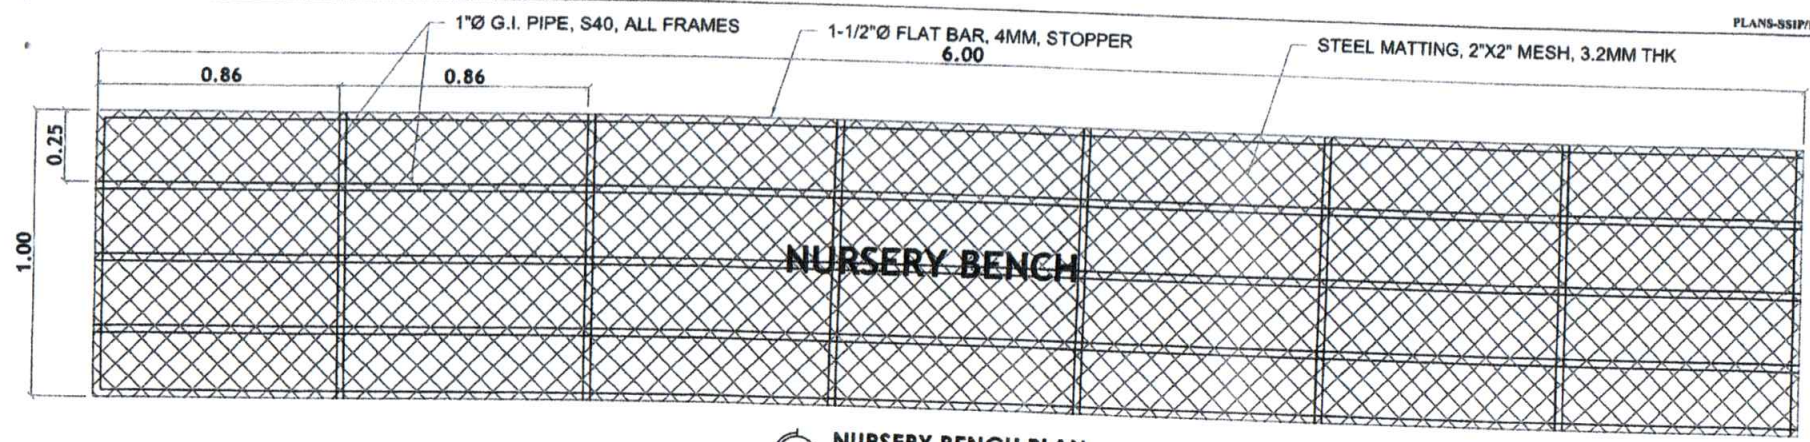 PLANS-SSIP/
1"Ø G.I. PIPE, S40, ALL FRAMES
1-1/2"Ø FLAT BAR, 4MM, STOPPER
STEEL MATTING, 2"X2" MESH, 3.2MM THK
6.00
0.86
0.86
0.25
1.00
NURSERY BENCH
NURSERY BENCH PLAN